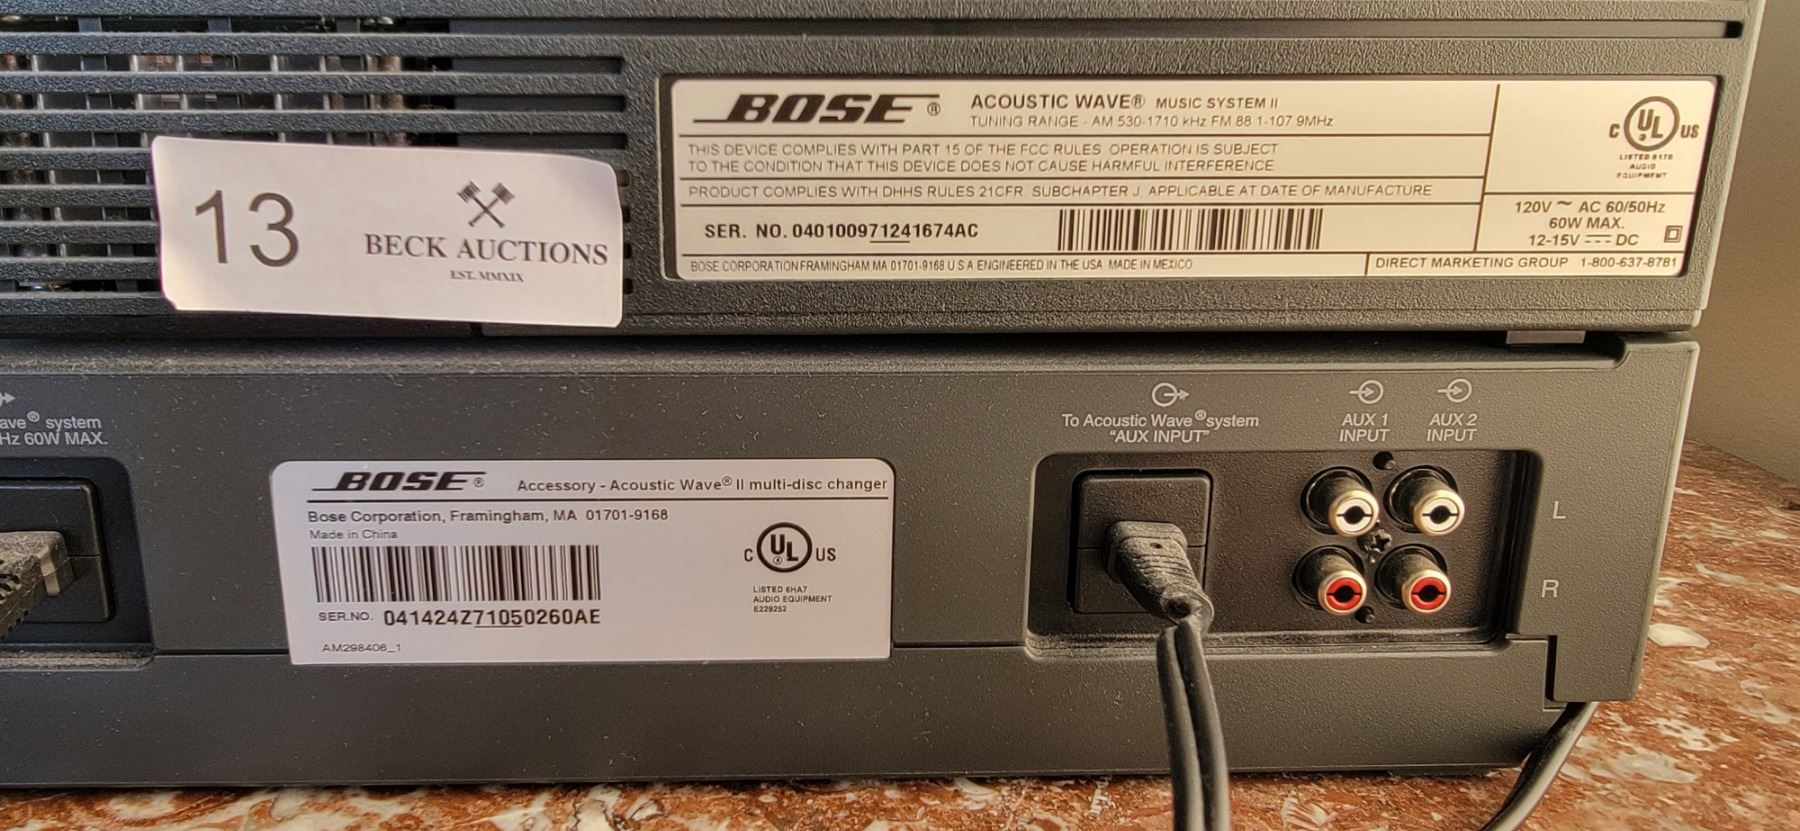 BOSE®
ACOUSTIC WAVE® MUSIC SYSTEM II
TUNING RANGE - AM 530-1710 kHz FM 88 1-107 9MHz
THIS DEVICE COMPLIES WITH PART 15 OF THE FCC RULES OPERATION IS SUBJECT
TO THE CONDITION THAT THIS DEVICE DOES NOT CAUSE HARMFUL INTERFERENCE
PRODUCT COMPLIES WITH DHHS RULES 21CFR SUBCHAPTER J, APPLICABLE AT DATE OF MANUFACTURE
SER. NO. 040100971241674AC
BOSE CORPORATION FRAMINGHAM MA 01701-9168 U S A ENGINEERED IN THE USA MADE IN MEXICO
C UL US
LISTED 6178
AUDIO
EQUIPMENT
120V ~ AC 60/50Hz
60W MAX.
12-15V ⎓ DC
DIRECT MARKETING GROUP 1-800-637-8781
13
BECK AUCTIONS
EST. MMXIX
ave® system
Hz 60W MAX.
BOSE®
Accessory - Acoustic Wave® II multi-disc changer
Bose Corporation, Framingham, MA 01701-9168
Made in China
SER.NO. 041424Z71050260AE
AM298406_1
C UL US
LISTED 6HA7
AUDIO EQUIPMENT
E229252
To Acoustic Wave® system
"AUX INPUT"
AUX 1
INPUT
AUX 2
INPUT
L
R